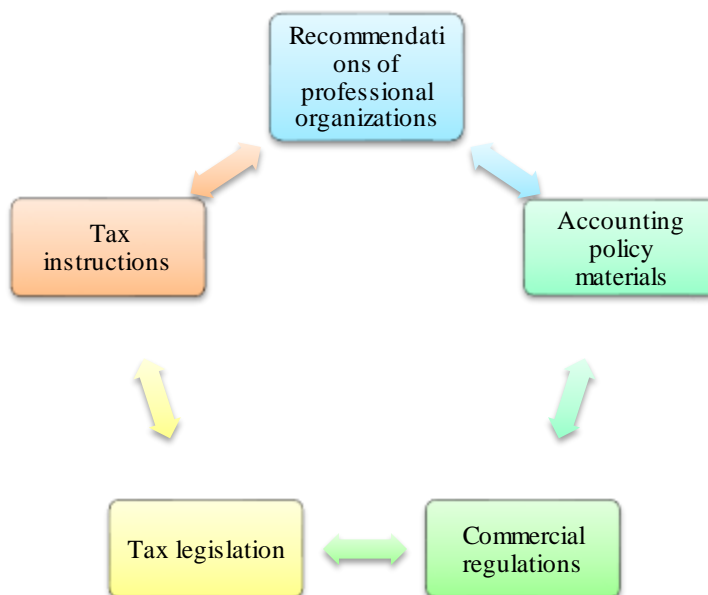 Recommendati
ons of
professional
organizations
Tax
instructions
Accounting
policy
materials
Tax legislation
Commercial
regulations